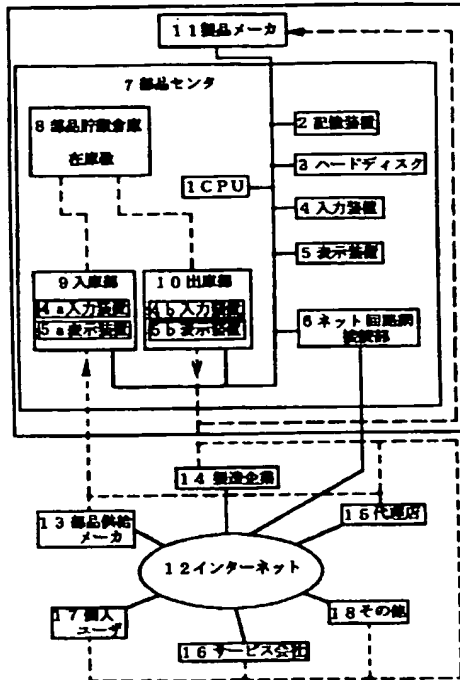 11製品メーカ
7部品センタ
8部品貯蔵倉庫
在庫数
2記憶装置
3ハードディスク
1CPU
4入力装置
5表示装置
9入庫部
4a入力装置
5a表示装置
10出庫部
4b入力装置
5b表示装置
6ネット回路網
接続部
14製造企業
13部品供給
メーカ
15代理店
12インターネット
17個人
ユーザ
18その他
16サービス会社